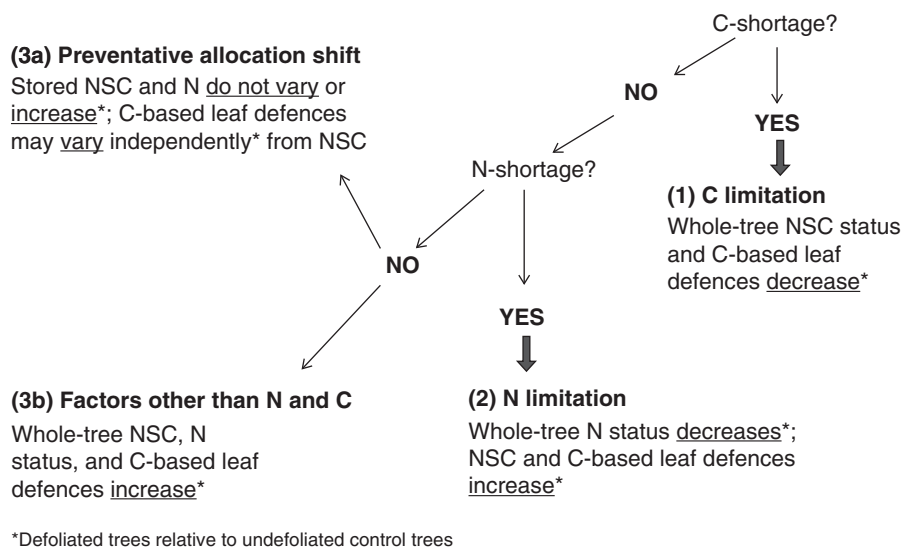 C-shortage?
NO
YES
(1) C limitation
Whole-tree NSC status
and C-based leaf
defences decrease*
N-shortage?
NO
YES
(2) N limitation
Whole-tree N status decreases*;
NSC and C-based leaf defences
increase*
(3a) Preventative allocation shift
Stored NSC and N do not vary or
increase*; C-based leaf defences
may vary independently* from NSC
(3b) Factors other than N and C
Whole-tree NSC, N
status, and C-based leaf
defences increase*
*Defoliated trees relative to undefoliated control trees